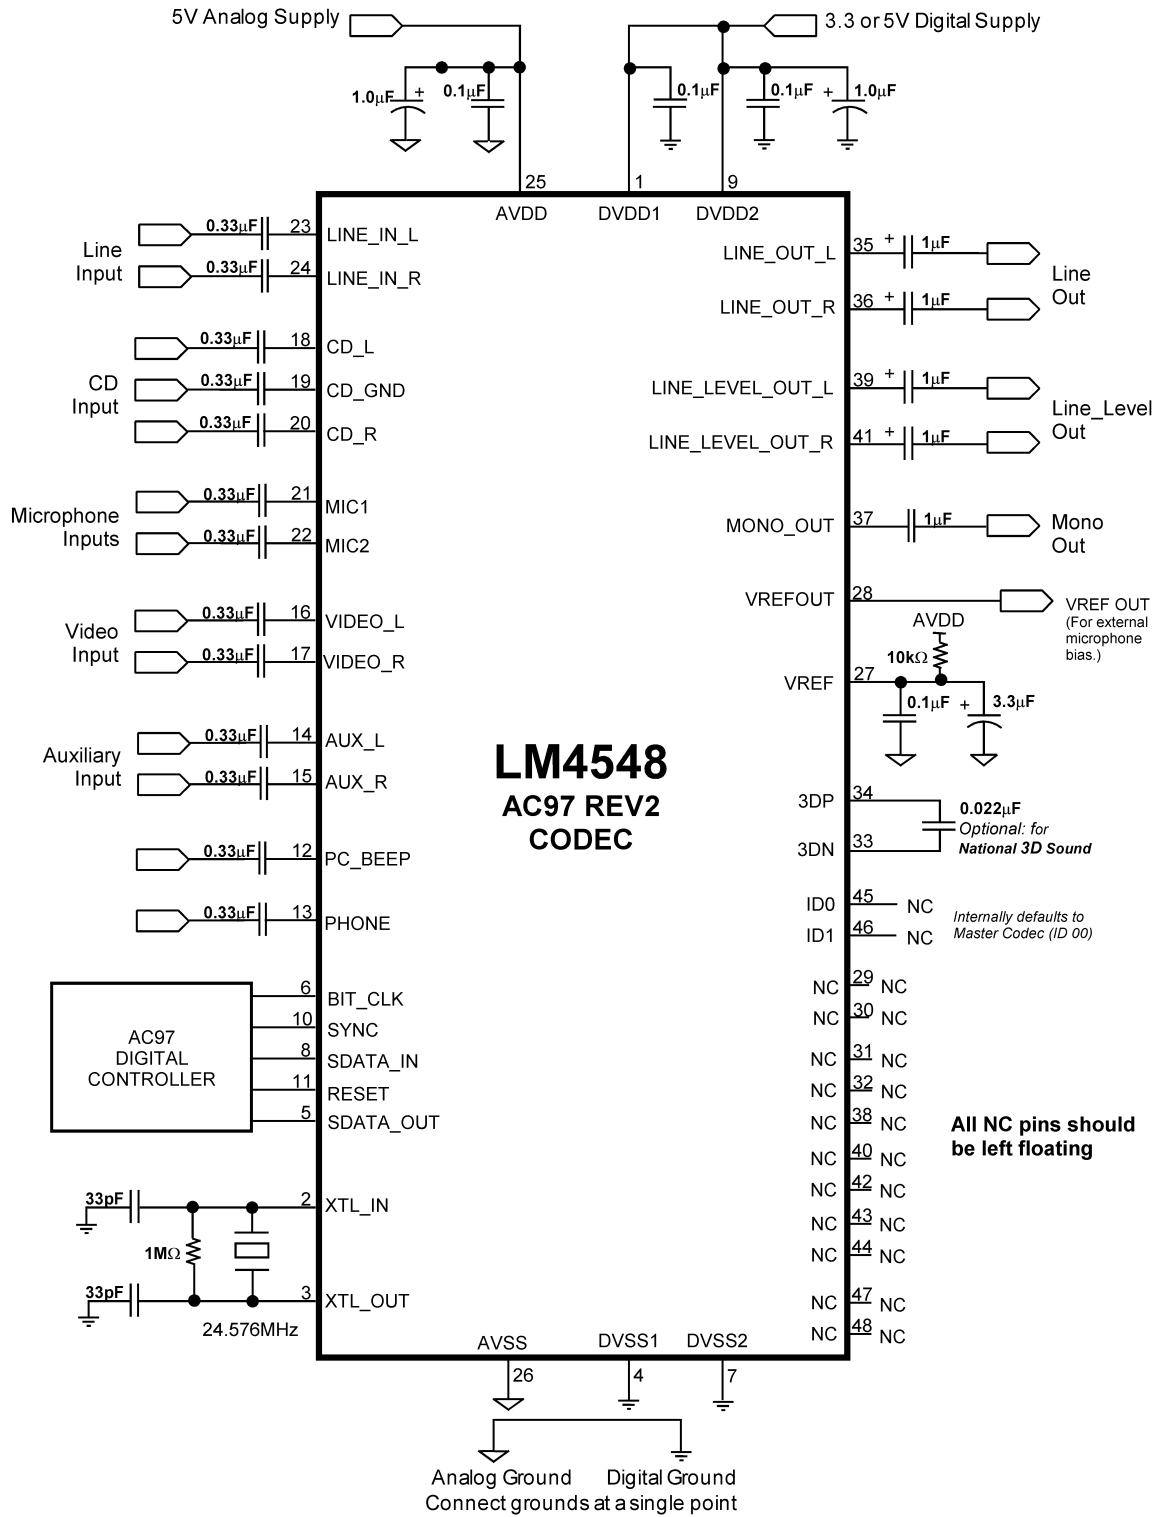 5V Analog Supply
3.3 or 5V Digital Supply
1.0µF
+
0.1µF
0.1µF
0.1µF
+
1.0µF
25
1
9
AVDD
DVDD1
DVDD2
Line
Input
0.33µF
23
LINE_IN_L
0.33µF
24
LINE_IN_R
CD
Input
0.33µF
18
CD_L
0.33µF
19
CD_GND
0.33µF
20
CD_R
Microphone
Inputs
0.33µF
21
MIC1
0.33µF
22
MIC2
Video
Input
0.33µF
16
VIDEO_L
0.33µF
17
VIDEO_R
Auxiliary
Input
0.33µF
14
AUX_L
0.33µF
15
AUX_R
0.33µF
12
PC_BEEP
0.33µF
13
PHONE
AC97
DIGITAL
CONTROLLER
6
BIT_CLK
10
SYNC
8
SDATA_IN
11
RESET
5
SDATA_OUT
33pF
2
XTL_IN
1MΩ
33pF
3
XTL_OUT
24.576MHz
LM4548
AC97 REV2
CODEC
LINE_OUT_L
35
+
1µF
LINE_OUT_R
36
+
1µF
Line
Out
LINE_LEVEL_OUT_L
39
+
1µF
LINE_LEVEL_OUT_R
41
+
1µF
Line_Level
Out
MONO_OUT
37
1µF
Mono
Out
VREFOUT
28
VREF OUT
(For external
microphone
bias.)
AVDD
10kΩ
VREF
27
0.1µF
+
3.3µF
3DP
34
3DN
33
0.022µF
Optional: for
National 3D Sound
ID0
45
NC
ID1
46
NC
Internally defaults to
Master Codec (ID 00)
NC 29 NC
NC 30 NC
NC 31 NC
NC 32 NC
NC 38 NC
NC 40 NC
NC 42 NC
NC 43 NC
NC 44 NC
NC 47 NC
NC 48 NC
All NC pins should
be left floating
AVSS
DVSS1
DVSS2
26
4
7
Analog Ground
Digital Ground
Connect grounds at a single point